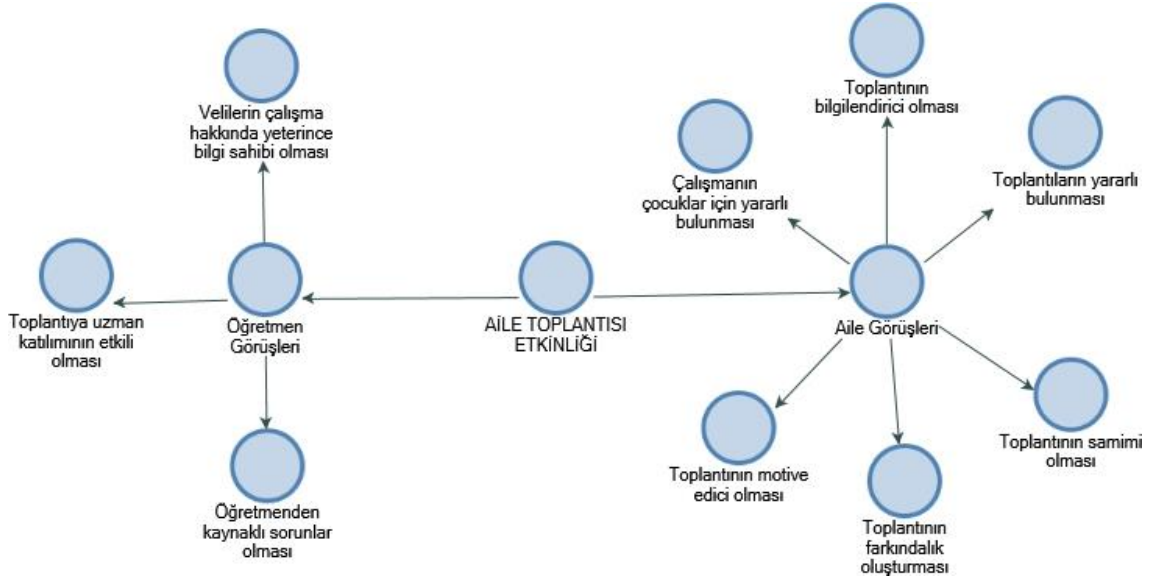 Velilerin çalışma
hakkında yeterince
bilgi sahibi olması
Toplantıya uzman
katılımının etkili
olması
Öğretmen
Görüşleri
Öğretmenden
kaynaklı sorunlar
olması
AİLE TOPLANTISI
ETKİNLİĞİ
Toplantının
bilgilendirici olması
Çalışmanın
çocuklar için yararlı
bulunması
Toplantıların yararlı
bulunması
Aile Görüşleri
Toplantının motive
edici olması
Toplantının
farkındalık
oluşturması
Toplantının samimi
olması